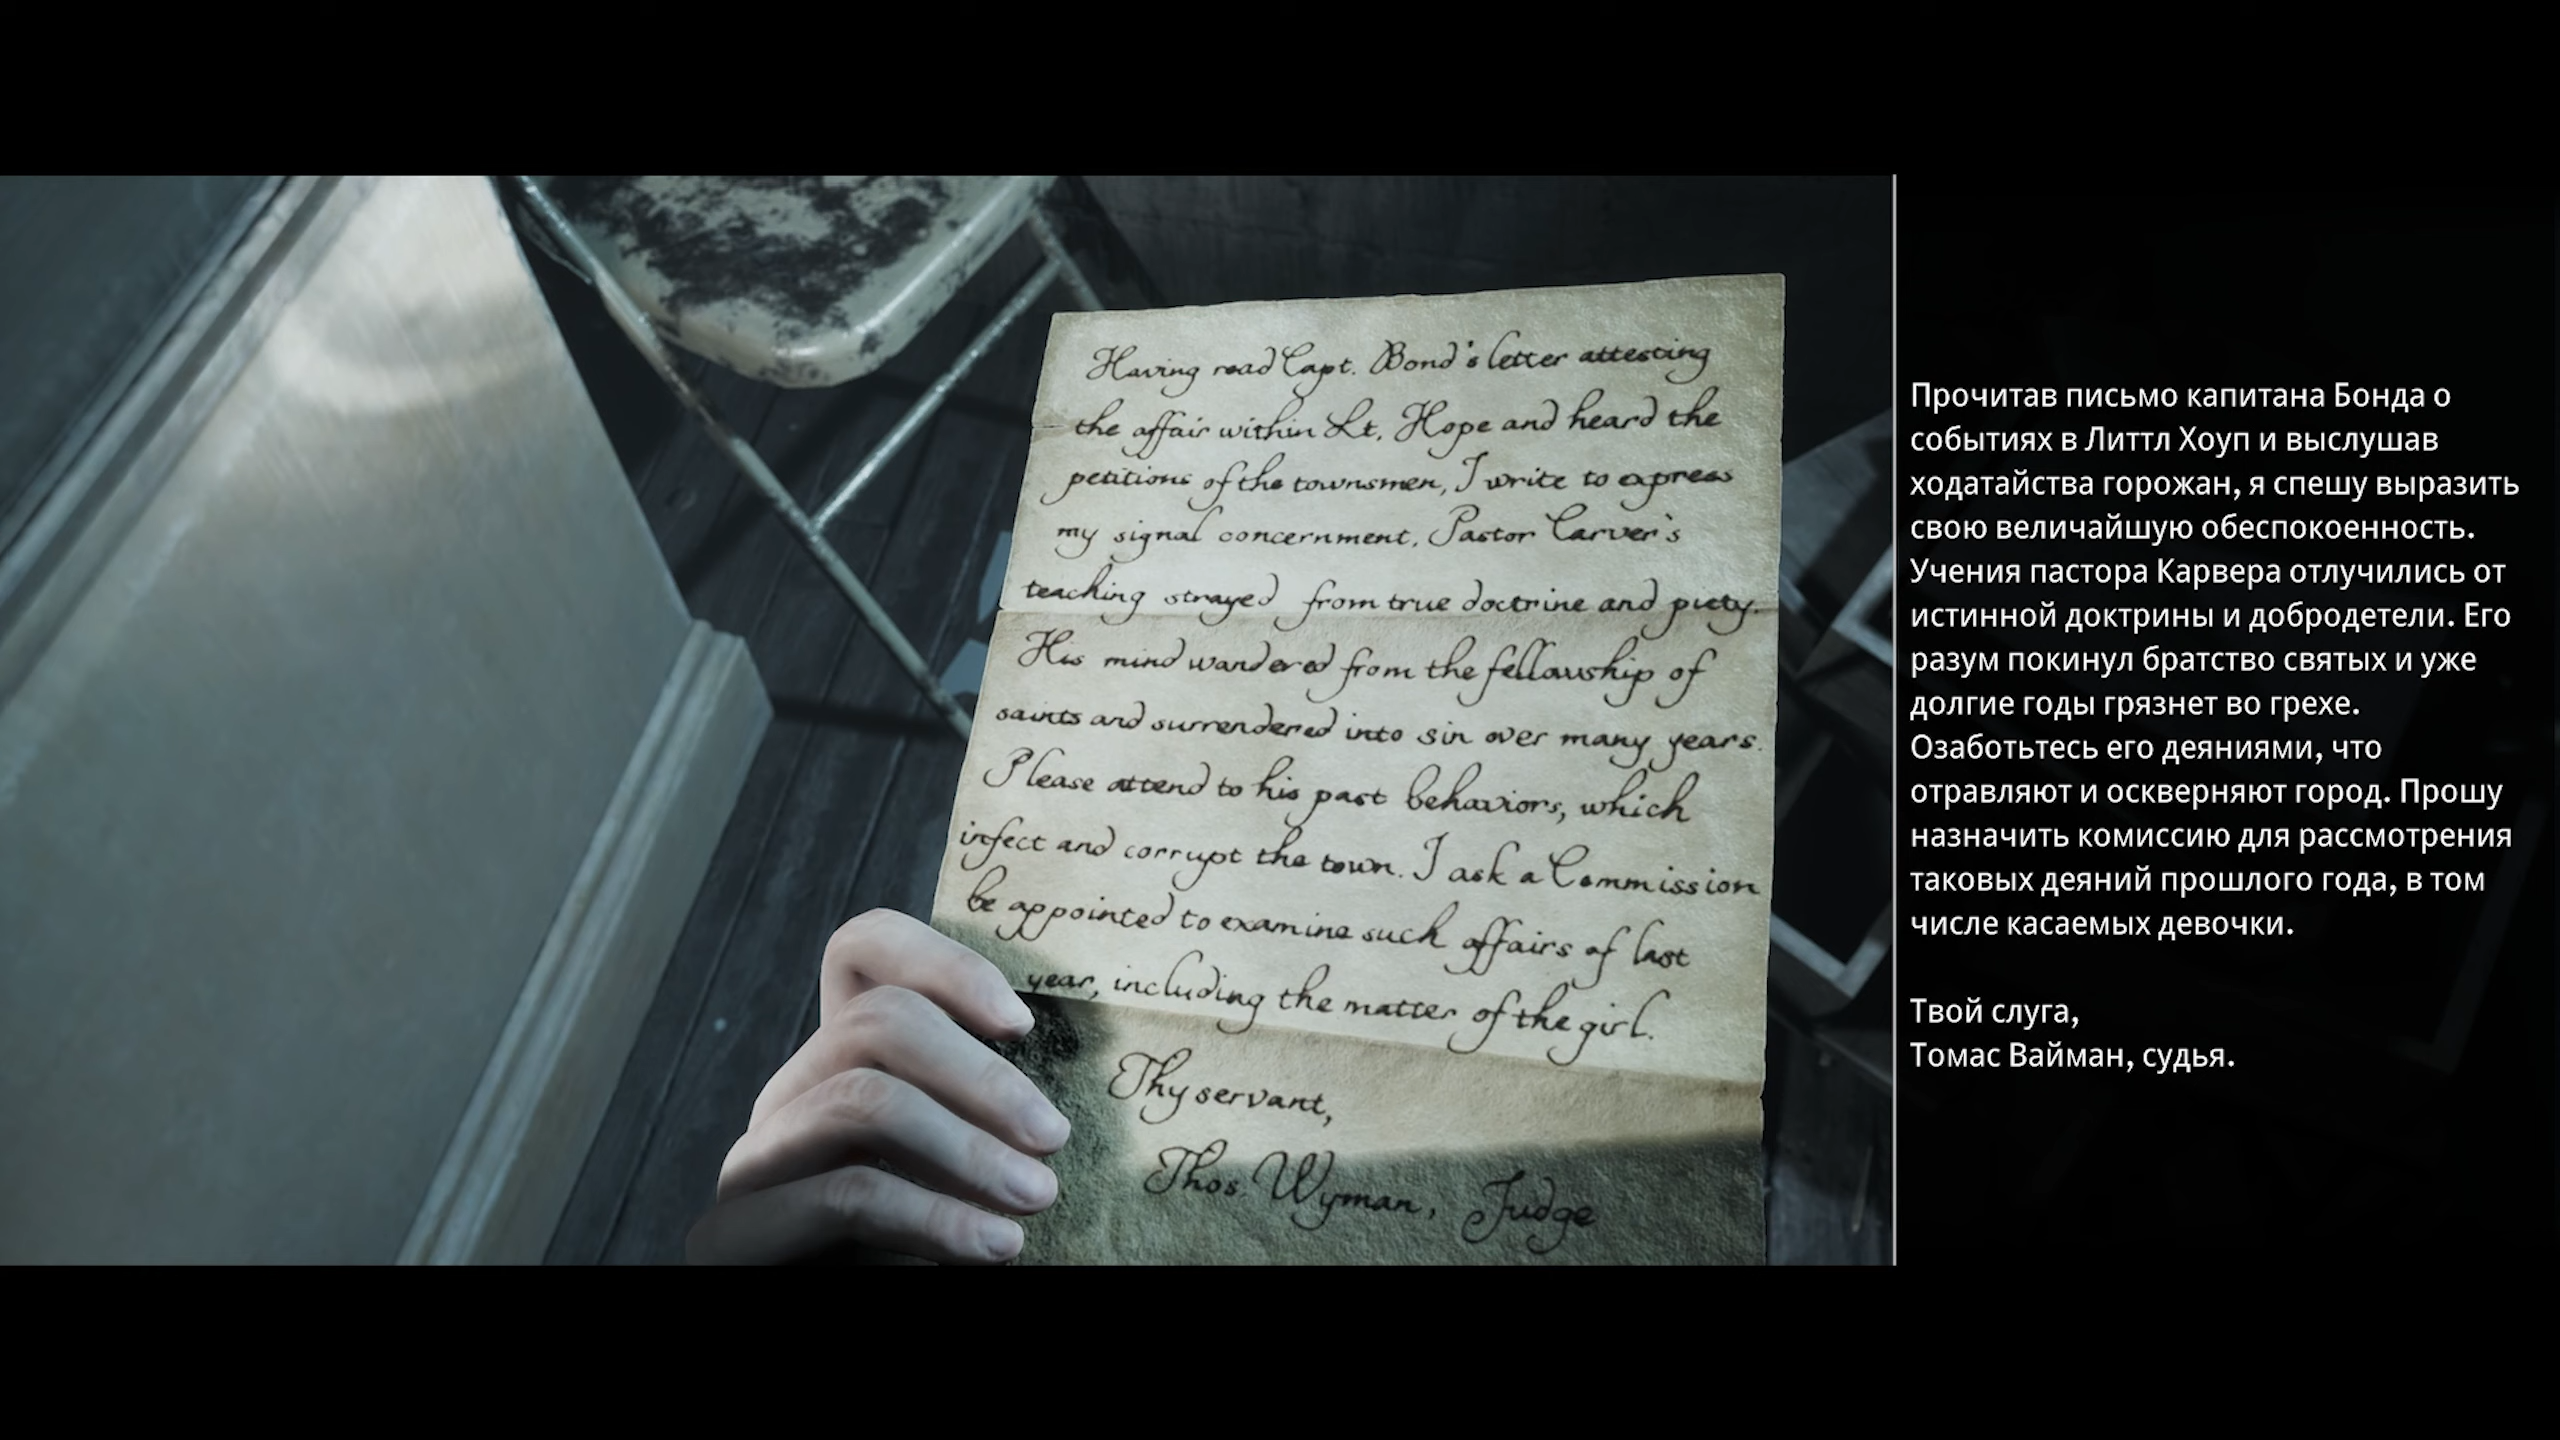 Having read Capt. Bond's letter attesting
the affair within Lt. Hope and heard the
petitions of the townsmen, I write to express
my signal concernment. Pastor Carver's
teaching strayed from true doctrine and piety.
His mind wandered from the fellowship of
saints and surrendered into sin over many years.
Please attend to his past behaviors, which
infect and corrupt the town. I ask a Commission
be appointed to examine such affairs of last
year, including the matter of the girl.
Thy servant,
Thos. Wyman, Judge
Прочитав письмо капитана Бонда о
событиях в Литтл Хоуп и выслушав
ходатайства горожан, я спешу выразить
свою величайшую обеспокоенность.
Учения пастора Карвера отлучились от
истинной доктрины и добродетели. Его
разум покинул братство святых и уже
долгие годы грязнет во грехе.
Озаботьтесь его деяниями, что
отравляют и оскверняют город. Прошу
назначить комиссию для рассмотрения
таковых деяний прошлого года, в том
числе касаемых девочки.
Твой слуга,
Томас Вайман, судья.